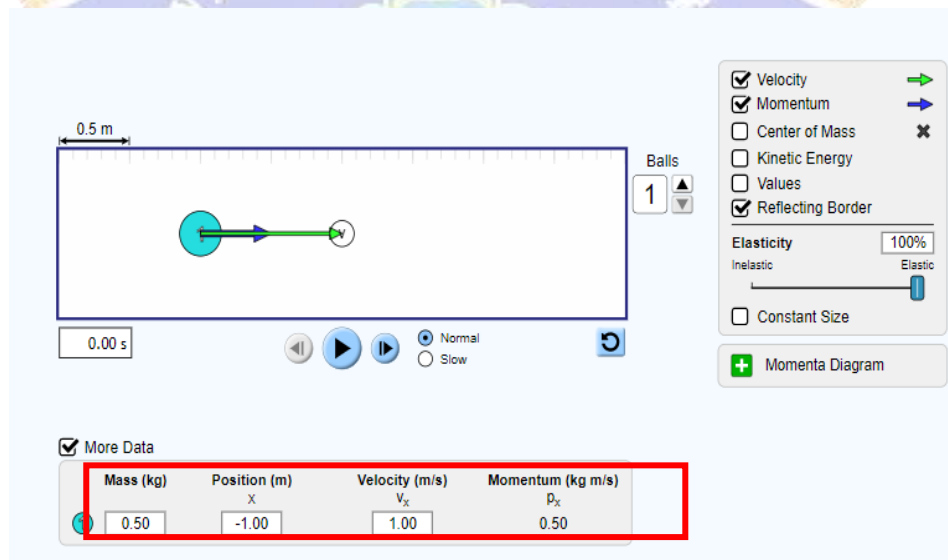 Velocity
Momentum
0.5 m
Center of Mass
Balls
Kinetic Energy
1
Values
Reflecting Border
1
v
Elasticity 100%
Inelastic Elastic
Constant Size
0.00 s
Normal
Slow
Momenta Diagram
More Data
Mass (kg) Position (m) Velocity (m/s) Momentum (kg m/s)
x vx px
1 0.50 -1.00 1.00 0.50